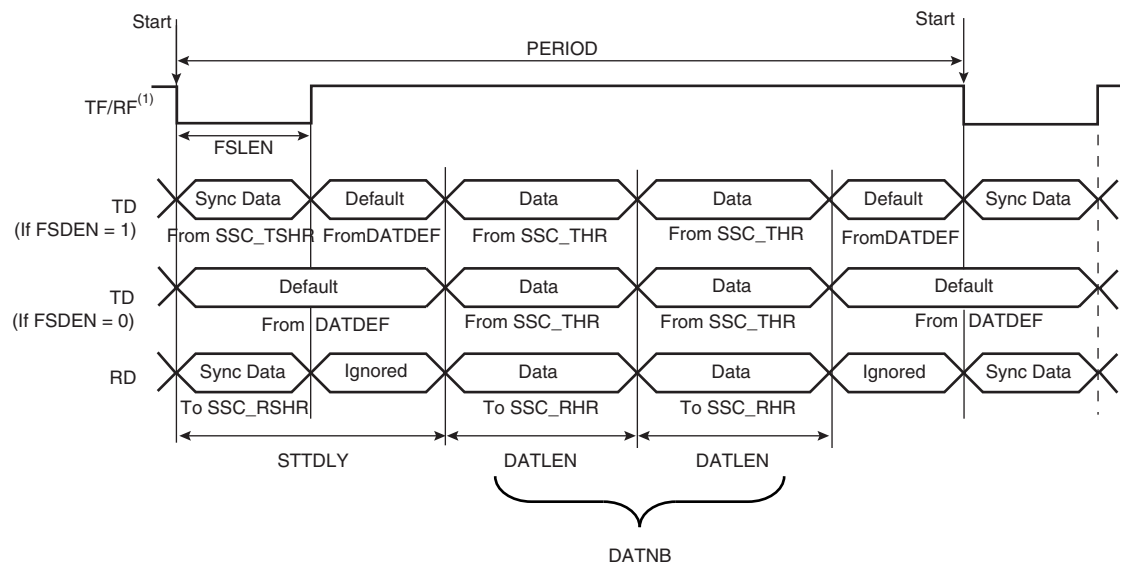 Start
Start
PERIOD
TF/RF(1)
FSLEN
TD
(If FSDEN = 1)
Sync Data
Default
Data
Data
Default
Sync Data
From SSC_TSHR
FromDATDEF
From SSC_THR
From SSC_THR
FromDATDEF
TD
(If FSDEN = 0)
Default
Data
Data
Default
From DATDEF
From SSC_THR
From SSC_THR
From DATDEF
RD
Sync Data
Ignored
Data
Data
Ignored
Sync Data
To SSC_RSHR
To SSC_RHR
To SSC_RHR
STTDLY
DATLEN
DATLEN
DATNB